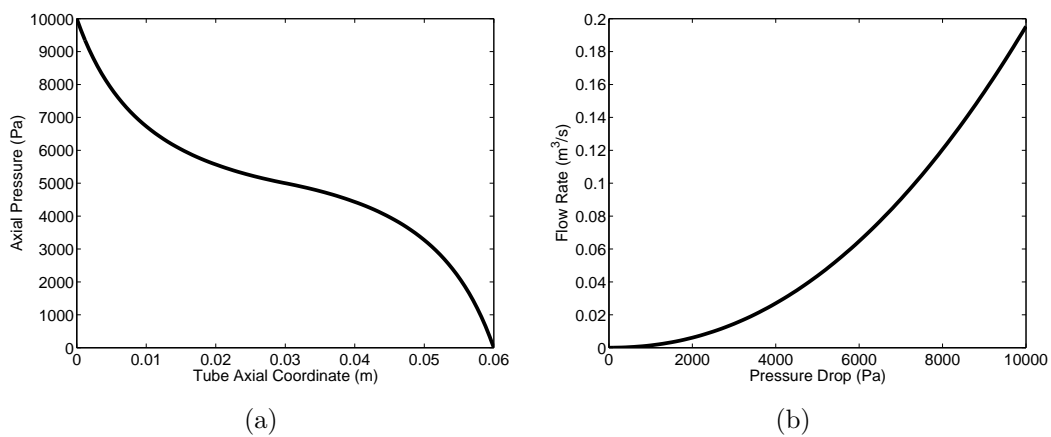 10000
9000
8000
7000
6000
5000
4000
3000
2000
1000
0
Axial Pressure (Pa)
0 0.01 0.02 0.03 0.04 0.05 0.06
Tube Axial Coordinate (m)
(a)
0.2
0.18
0.16
0.14
0.12
0.1
0.08
0.06
0.04
0.02
0
Flow Rate (m³/s)
0 2000 4000 6000 8000 10000
Pressure Drop (Pa)
(b)